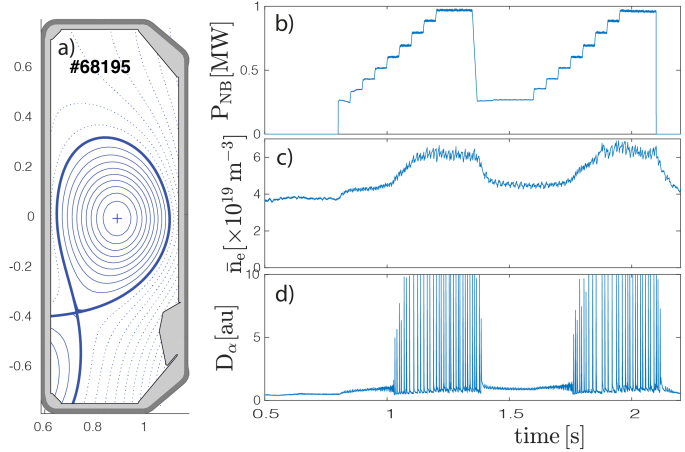 a)
#68195
0.6
0.4
0.2
0
-0.2
-0.4
-0.6
0.6 0.8 1
b)
P_NB [MW]
1
0.5
0
c)
n̄_e [×10^19 m^−3]
6
4
2
0
d)
D_α [au]
10
5
0
0.5 1 1.5 2
time [s]